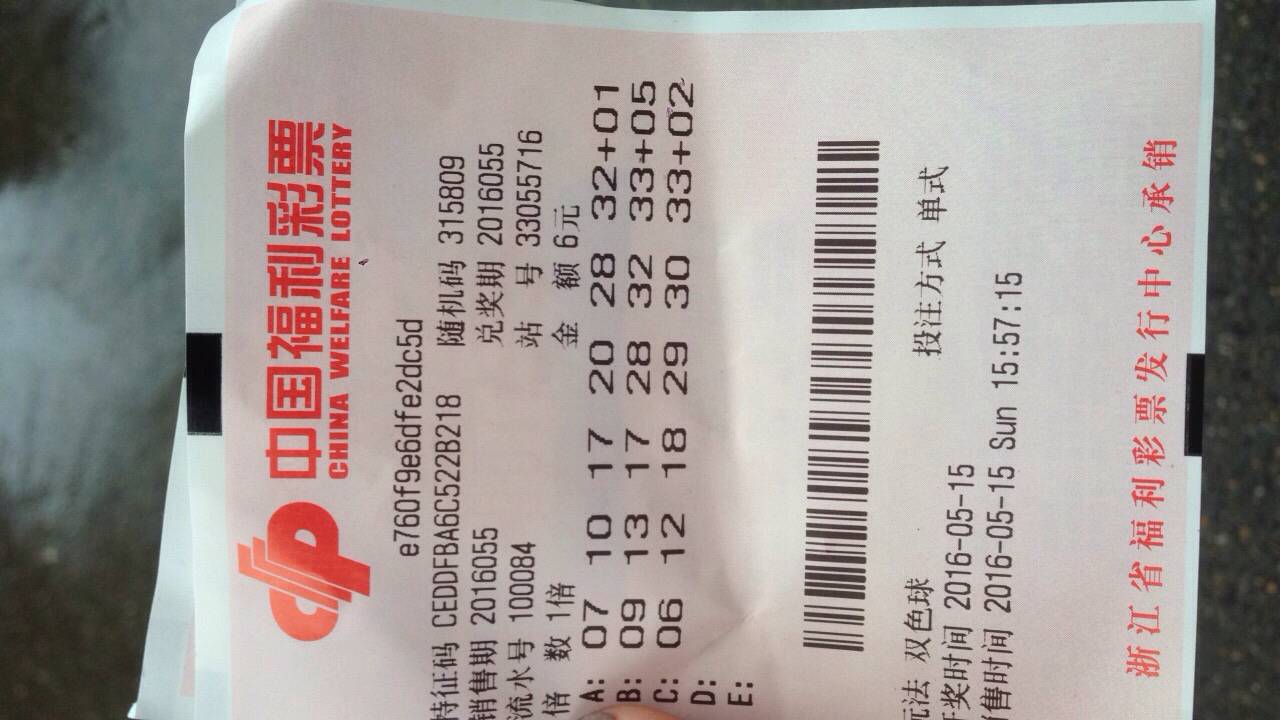 中国福利彩票
CHINA WELFARE LOTTERY
e760f9e6dfe2dc5d
特征码 CEDDFBA6C522B218 随机码 315809
销售期 2016055 兑奖期 2016055
流水号 100084 站 号 33055716
倍 数 1倍 金 额 6元
A: 07 10 17 20 28 32+01
B: 09 13 17 28 32 33+05
C: 06 12 18 29 30 33+02
D:
E:
玩法 双色球 投注方式 单式
开奖时间 2016-05-15
销售时间 2016-05-15 Sun 15:57:15
浙江省福利彩票发行中心承销